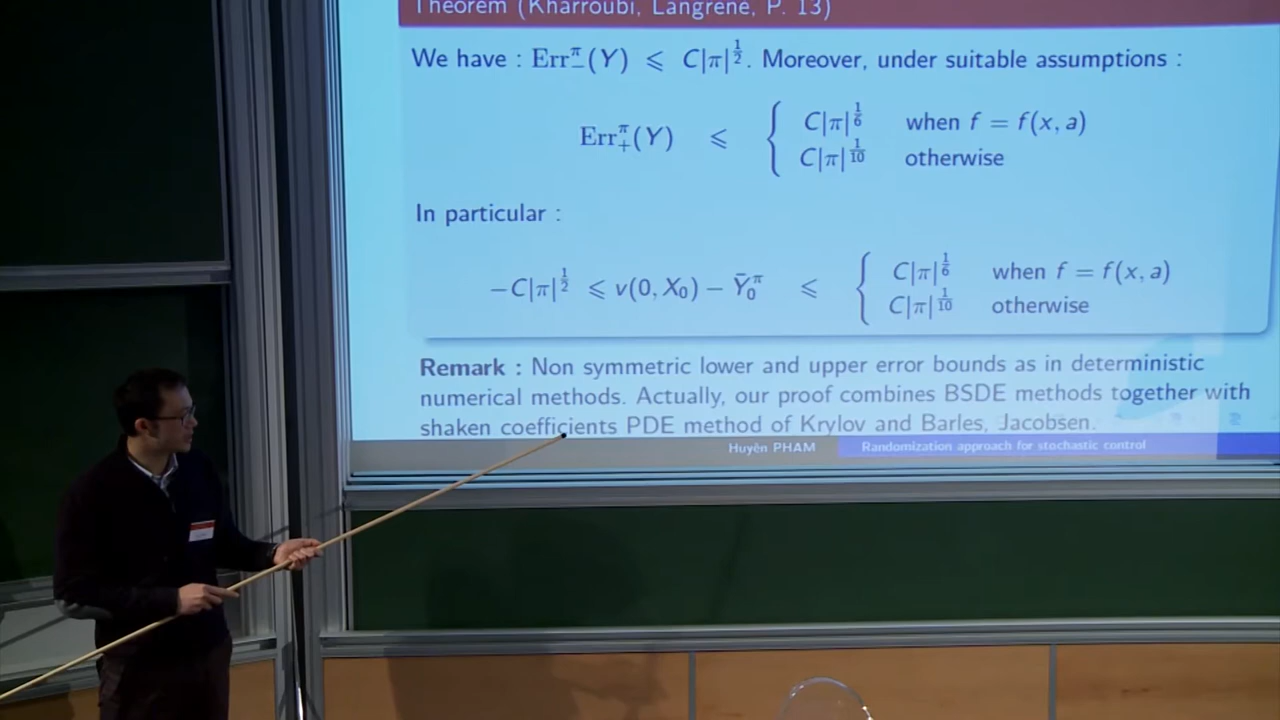 Theorem (Kharroubi, Langrené, P. 13)
We have : Err^π_-(Y) ⩽ C|π|^{1/2}. Moreover, under suitable assumptions :
Err^π_+(Y) ⩽ { C|π|^{1/6} when f = f(x, a)
C|π|^{1/10} otherwise
In particular :
-C|π|^{1/2} ⩽ v(0, X_0) − Ȳ^π_0 ⩽ { C|π|^{1/6} when f = f(x, a)
C|π|^{1/10} otherwise
Remark : Non symmetric lower and upper error bounds as in deterministic
numerical methods. Actually, our proof combines BSDE methods together with
shaken coefficients PDE method of Krylov and Barles, Jacobsen.
Huyên PHAM Randomization approach for stochastic control